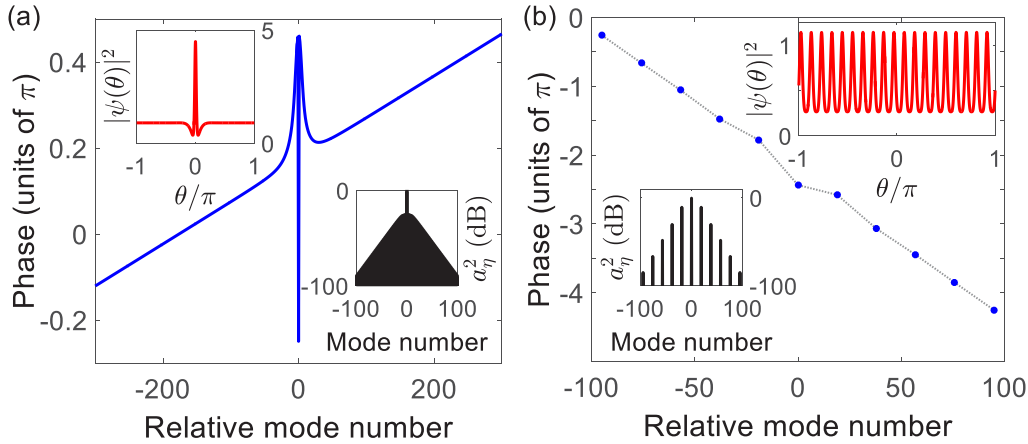 (a)
-300 0 300
0.4
0.2
0
-0.2
Phase (units of π)
-200 0 200
Relative mode number
|ψ(θ)|²
5
0
-1 0 1
θ/π
0
-100
a²η (dB)
-100 0 100
Mode number
(b)
0
-1
-2
-3
-4
Phase (units of π)
-100 -50 0 50 100
Relative mode number
|ψ(θ)|²
1
0
-1 0 1
θ/π
a²η (dB)
0
-100
-100 0 100
Mode number